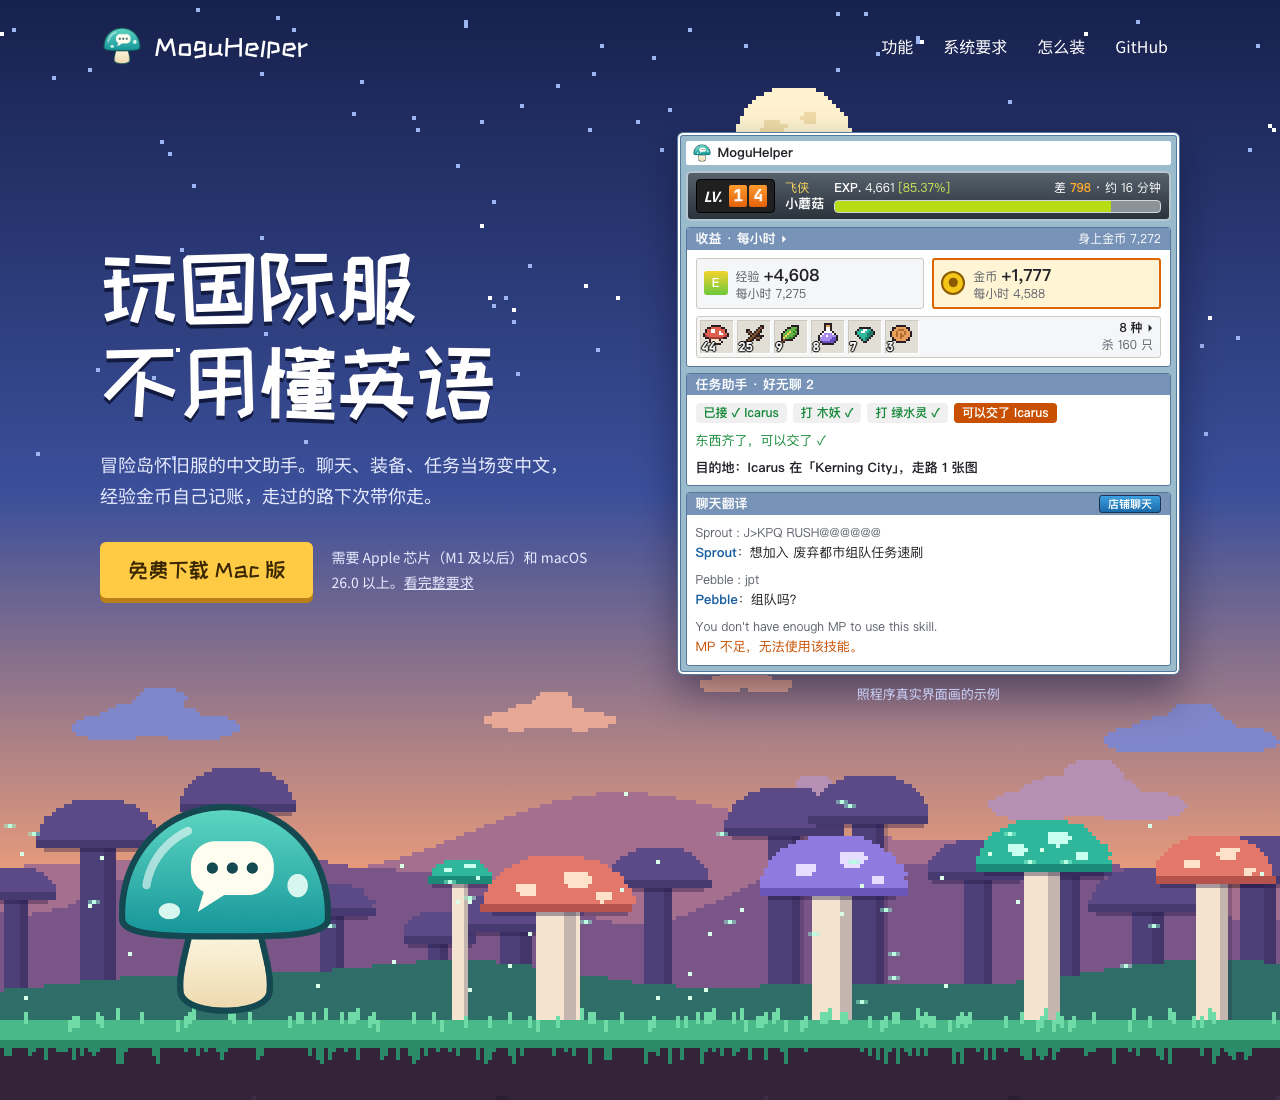 MoguHelper
功能 系统要求 怎么装 GitHub
玩国际服
不用懂英语
冒险岛怀旧服的中文助手。聊天、装备、任务当场变中文，
经验金币自己记账，走过的路下次带你走。
免费下载 Mac 版
需要 Apple 芯片（M1 及以后）和 macOS
26.0 以上。看完整要求
MoguHelper
LV. 14
飞侠
小蘑菇
EXP. 4,661 [85.37%]
差 798 · 约 16 分钟
收益 · 每小时
身上金币 7,272
E
经验 +4,608
每小时 7,275
金币 +1,777
每小时 4,588
44 25 9 8 7 3
8 种
杀 160 只
任务助手 · 好无聊 2
已接 ✓ Icarus 打 木妖 ✓ 打 绿水灵 ✓ 可以交了 Icarus
东西齐了，可以交了 ✓
目的地：Icarus 在「Kerning City」，走路 1 张图
聊天翻译
店铺聊天
Sprout : J>KPQ RUSH@@@@@@
Sprout：想加入 废弃都市组队任务速刷
Pebble : jpt
Pebble：组队吗？
You don't have enough MP to use this skill.
MP 不足，无法使用该技能。
照程序真实界面画的示例